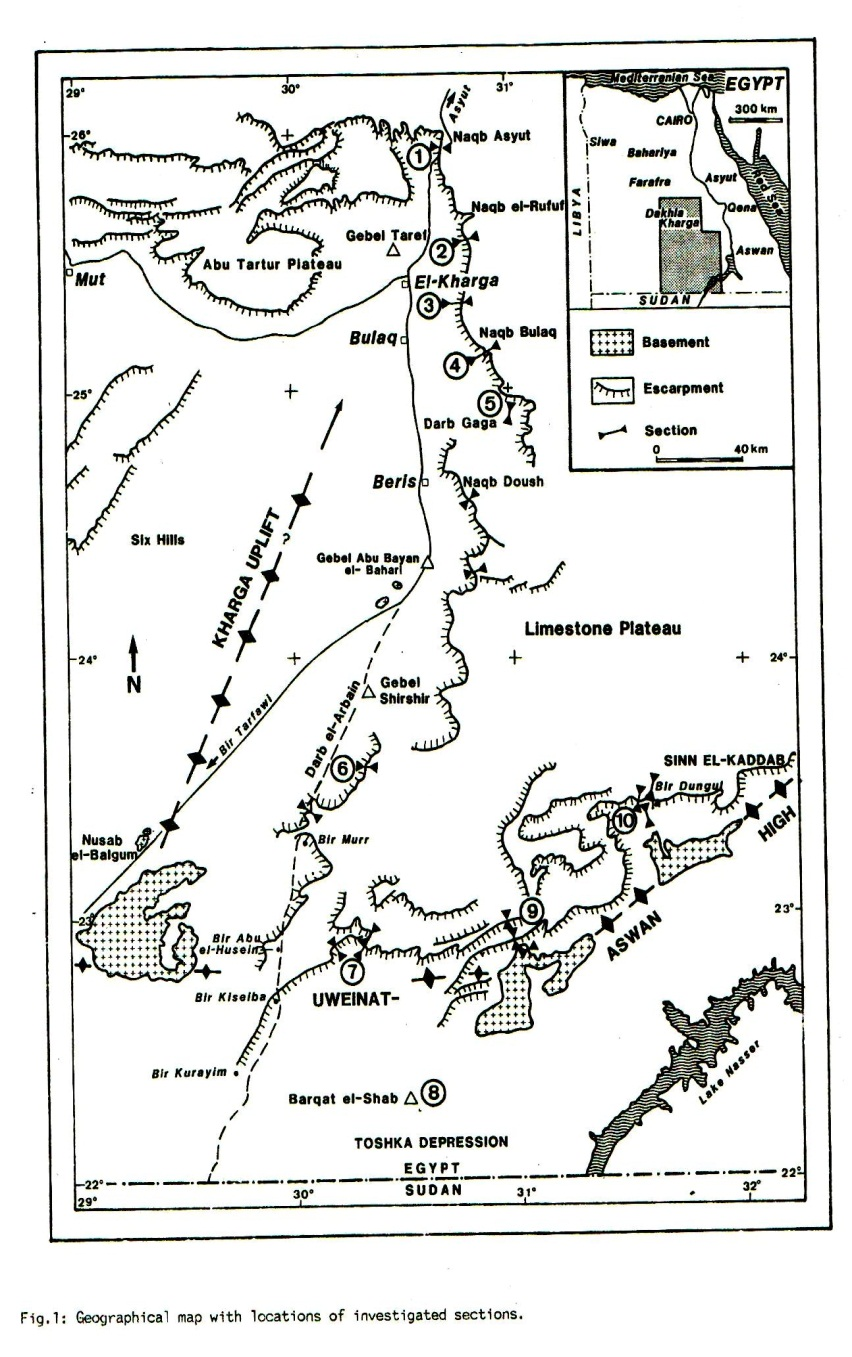 29°
30°
31°
Asyut
26°
Naqb Asyut
1
Naqb el-Rufuf
Gebel Taref
2
Abu Tartur Plateau
Mut
El-Kharga
3
Bulaq
Naqb Bulaq
4
25°
5
Darb Gaga
Beris
Naqb Doush
Six Hills
KHARGA UPLIFT
?
Gebel Abu Bayan
el-Bahari
Limestone Plateau
24°
24°
N
Gebel
Shirshir
Bir Tarfawi
Darb el-Arbain
6
SINN EL-KADDAB
Bir Dungul
10
HIGH
Nusab
el-Balgum
Bir Murr
23°
23°
9
ASWAN
Bir Abu
el-Husein
7
Bir Kiseiba
UWEINAT-
Bir Kurayim
Lake Nasser
Barqat el-Shab
8
TOSHKA DEPRESSION
EGYPT
22°
22°
SUDAN
29°
30°
31°
32°
Mediterranean Sea
EGYPT
300 km
CAIRO
Siwa
Bahariya
Farafra
Asyut
Red Sea
LIBYA
Dakhla
Kharga
Qena
Aswan
SUDAN
Basement
Escarpment
Section
0 40km
Fig.1: Geographical map with locations of investigated sections.